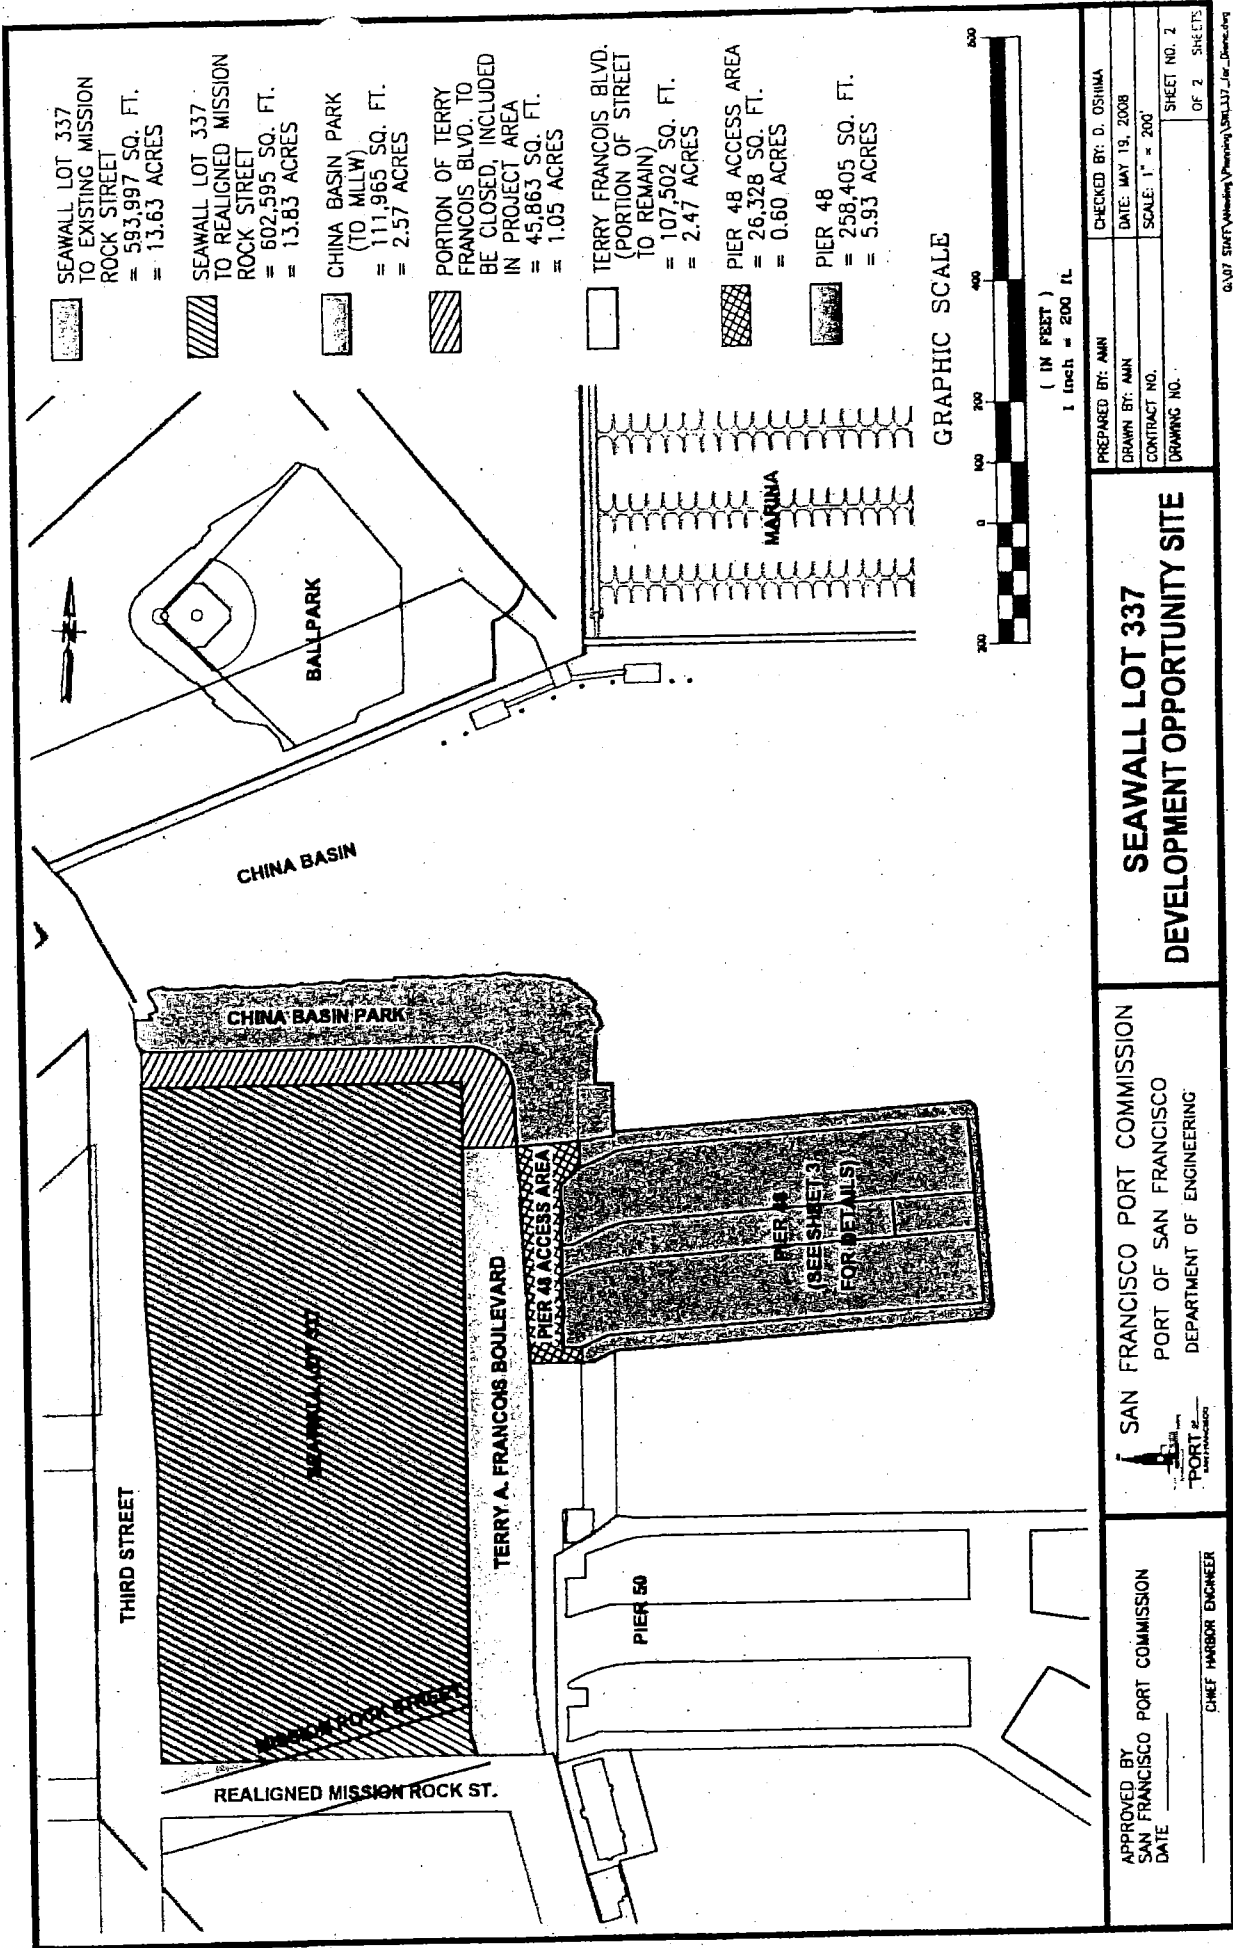 SEAWALL LOT 337
TO EXISTING MISSION
ROCK STREET
= 593,997 SQ. FT.
= 13.63 ACRES
SEAWALL LOT 337
TO REALIGNED MISSION
ROCK STREET
= 602,595 SQ. FT.
= 13.83 ACRES
CHINA BASIN PARK
(TO MLLW)
= 111,965 SQ. FT.
= 2.57 ACRES
PORTION OF TERRY
FRANCOIS BLVD. TO
BE CLOSED, INCLUDED
IN PROJECT AREA
= 45,863 SQ. FT.
= 1.05 ACRES
TERRY FRANCOIS BLVD.
(PORTION OF STREET
TO REMAIN)
= 107,502 SQ. FT.
= 2.47 ACRES
PIER 48 ACCESS AREA
= 26,328 SQ. FT.
= 0.60 ACRES
PIER 48
= 258,405 SQ. FT.
= 5.93 ACRES
BALLPARK
MARINA
CHINA BASIN
CHINA BASIN PARK
THIRD STREET
SEAWALL LOT 337
TERRY A. FRANCOIS BOULEVARD
PIER 48 ACCESS AREA
PIER 48
(SEE SHEET 3
FOR DETAILS)
PIER 50
MISSION ROCK STREET
REALIGNED MISSION ROCK ST.
GRAPHIC SCALE
200 0 100 200 400 600
( IN FEET )
1 inch = 200 ft.
APPROVED BY
SAN FRANCISCO PORT COMMISSION
DATE
CHIEF HARBOR ENGINEER
PORT OF
SAN FRANCISCO
SAN FRANCISCO PORT COMMISSION
PORT OF SAN FRANCISCO
DEPARTMENT OF ENGINEERING
SEAWALL LOT 337
DEVELOPMENT OPPORTUNITY SITE
PREPARED BY: AMN
DRAWN BY: AMN
CONTRACT NO.
DRAWING NO.
CHECKED BY: D. OSHIMA
DATE: MAY 19, 2008
SCALE: 1" = 200'
SHEET NO. 2
OF 2 SHEETS